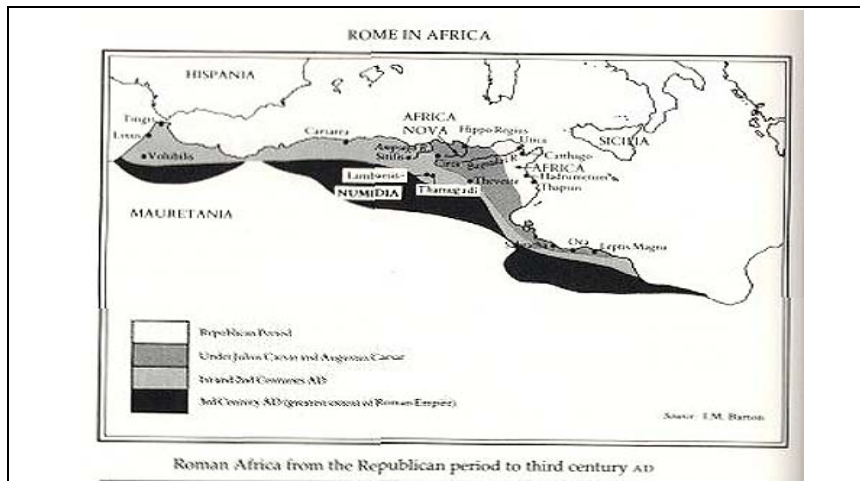 ROME IN AFRICA
HISPANIA
Tingis
Lixus
Volubilis
MAURETANIA
Caesarea
AFRICA
NOVA
Hippo Regius
Utica
SICILIA
Ampsaga R
Sitifis
Cirta
Carthago
AFRICA
Lambaesis
Theveste
Hadrumetum
NUMIDIA
Thamugadi
Thapsus
Sabratha
Oea
Leptis Magna
Republican Period
Under Julius Caesar and Augustus Caesar
1st and 2nd Centuries AD
3rd Century AD (greatest extent of Roman Empire)
Source: I.M. Barton
Roman Africa from the Republican period to third century AD